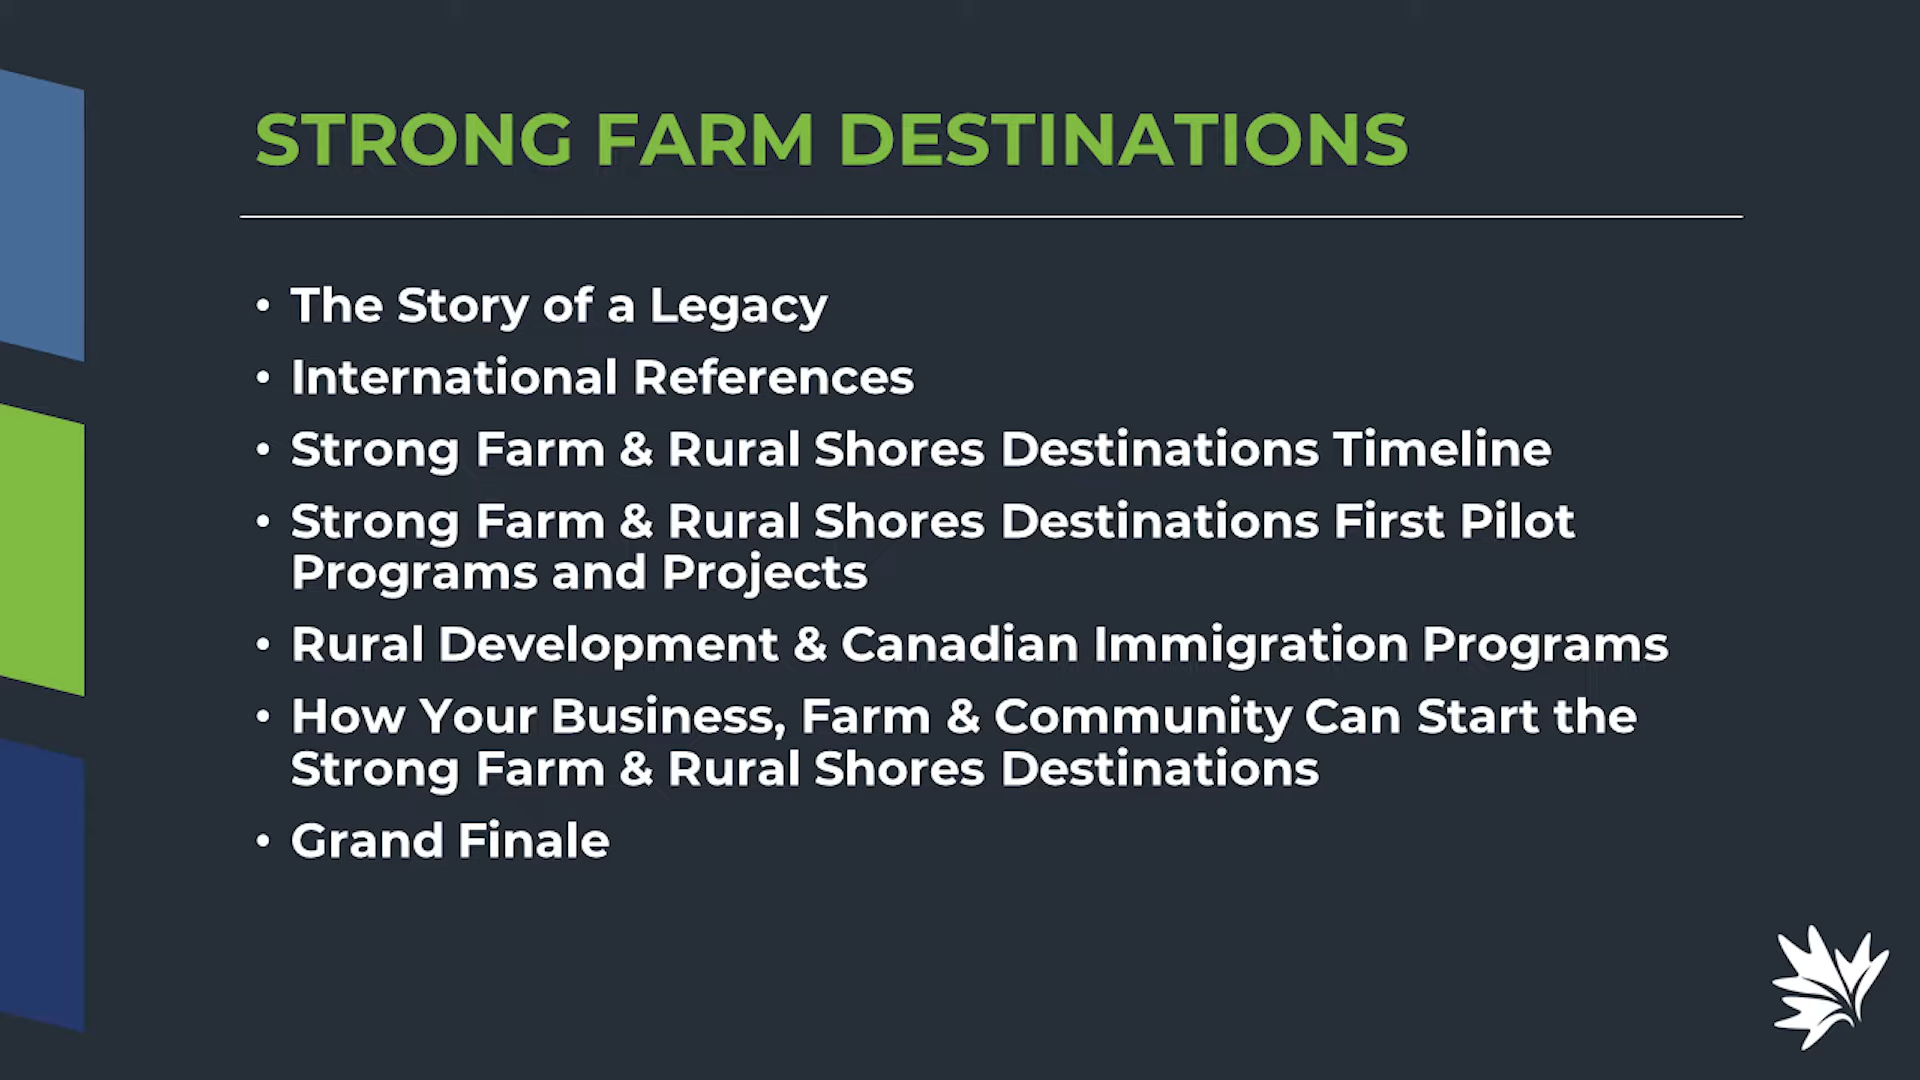 STRONG FARM DESTINATIONS
• The Story of a Legacy
• International References
• Strong Farm & Rural Shores Destinations Timeline
• Strong Farm & Rural Shores Destinations First Pilot
Programs and Projects
• Rural Development & Canadian Immigration Programs
• How Your Business, Farm & Community Can Start the
Strong Farm & Rural Shores Destinations
• Grand Finale